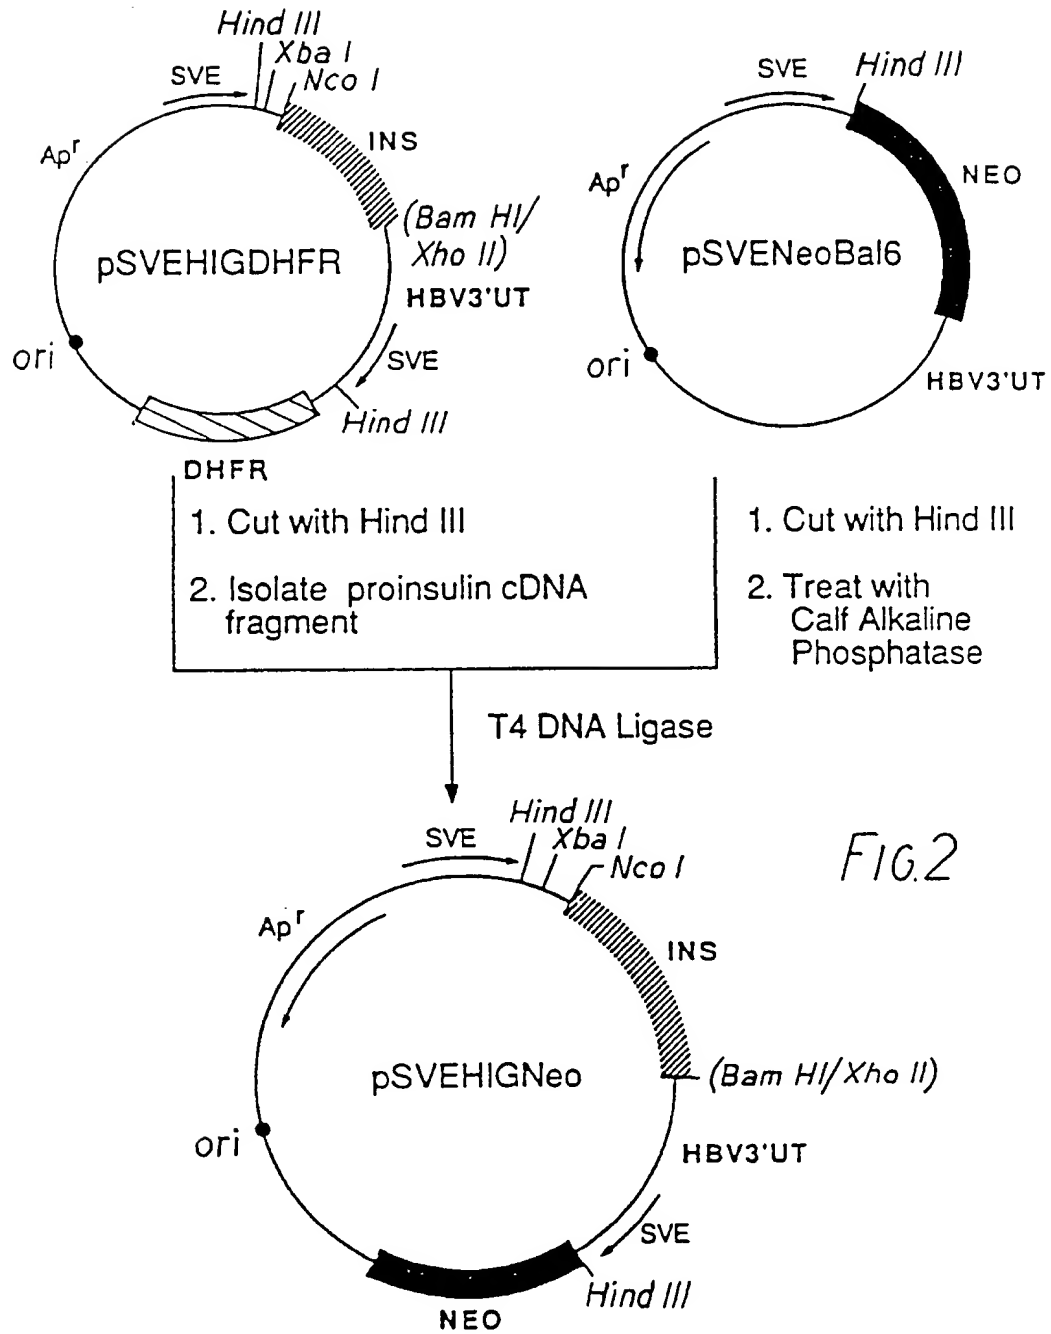 Hind III
Xba I
Nco I
SVE
Ap^r
INS
(Bam HI/
Xho II)
pSVEHIGDHFR
HBV3'UT
ori
SVE
Hind III
DHFR
SVE
Hind III
Ap^r
NEO
pSVENeoBal6
ori
HBV3'UT
1. Cut with Hind III
2. Isolate proinsulin cDNA
fragment
1. Cut with Hind III
2. Treat with
Calf Alkaline
Phosphatase
T4 DNA Ligase
Hind III
Xba I
Nco I
SVE
FIG.2
Ap^r
INS
pSVEHIGNeo
(Bam HI/Xho II)
ori
HBV3'UT
SVE
Hind III
NEO